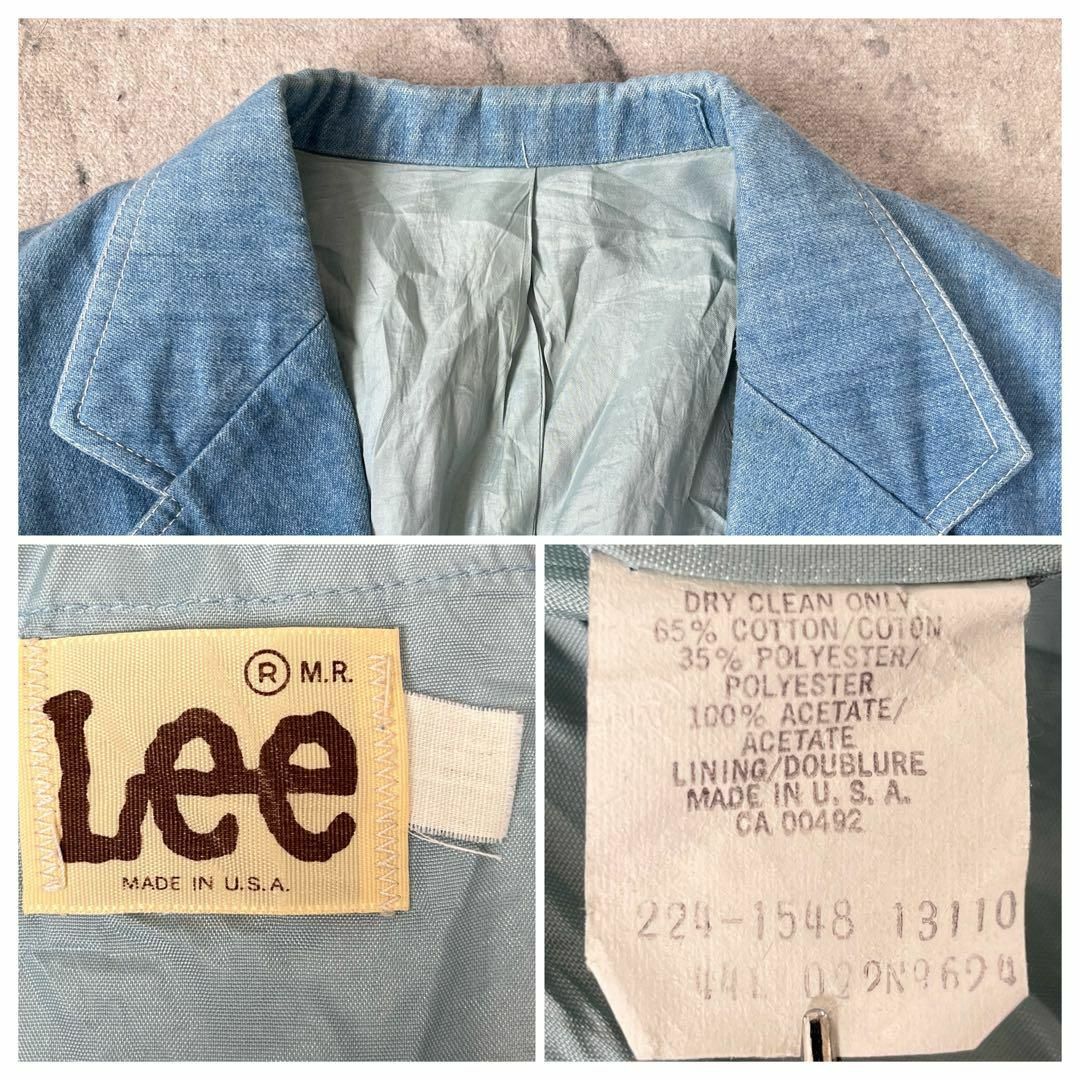 ® M.R.
Lee
MADE IN U.S.A.
DRY CLEAN ONLY
65% COTTON/COTON
35% POLYESTER/
POLYESTER
100% ACETATE/
ACETATE
LINING/DOUBLURE
MADE IN U. S. A.
CA 00492
224-1548 13110
44L